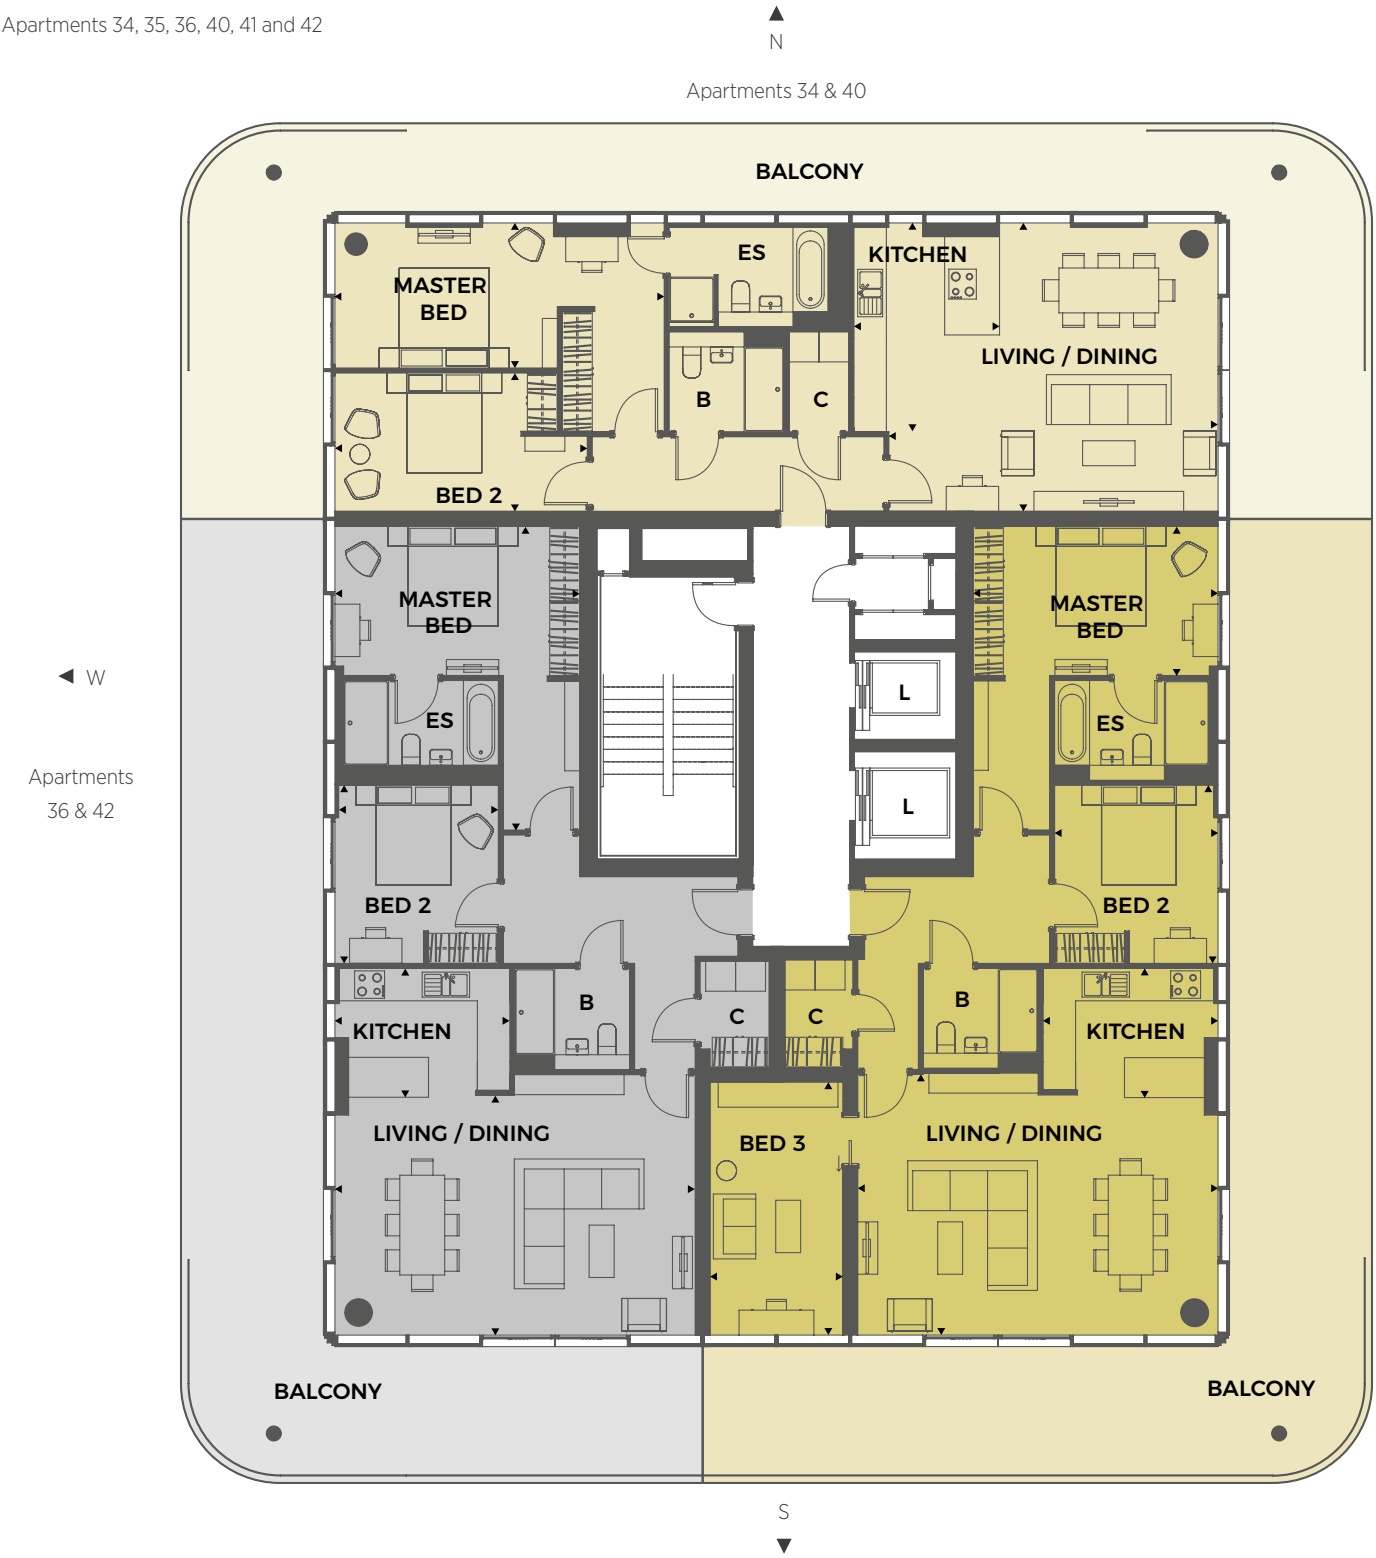 Apartments 34, 35, 36, 40, 41 and 42
N
Apartments 34 & 40
BALCONY
ES
KITCHEN
MASTER
BED
LIVING / DINING
B
C
BED 2
MASTER
BED
MASTER
BED
W
L
ES
ES
Apartments
36 & 42
L
BED 2
BED 2
B
B
C
C
KITCHEN
KITCHEN
LIVING / DINING
BED 3
LIVING / DINING
BALCONY
BALCONY
S